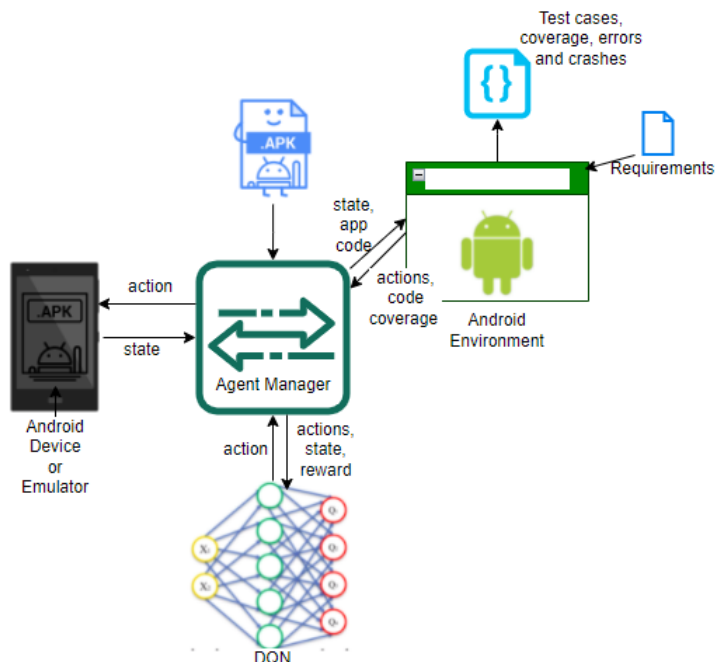 Test cases,
coverage, errors
and crashes
{}
.APK
Requirements
state,
app
code
actions,
code
coverage
Android
Environment
action
state
.APK
Agent Manager
Android
Device
or
Emulator
action
actions,
state,
reward
DQN